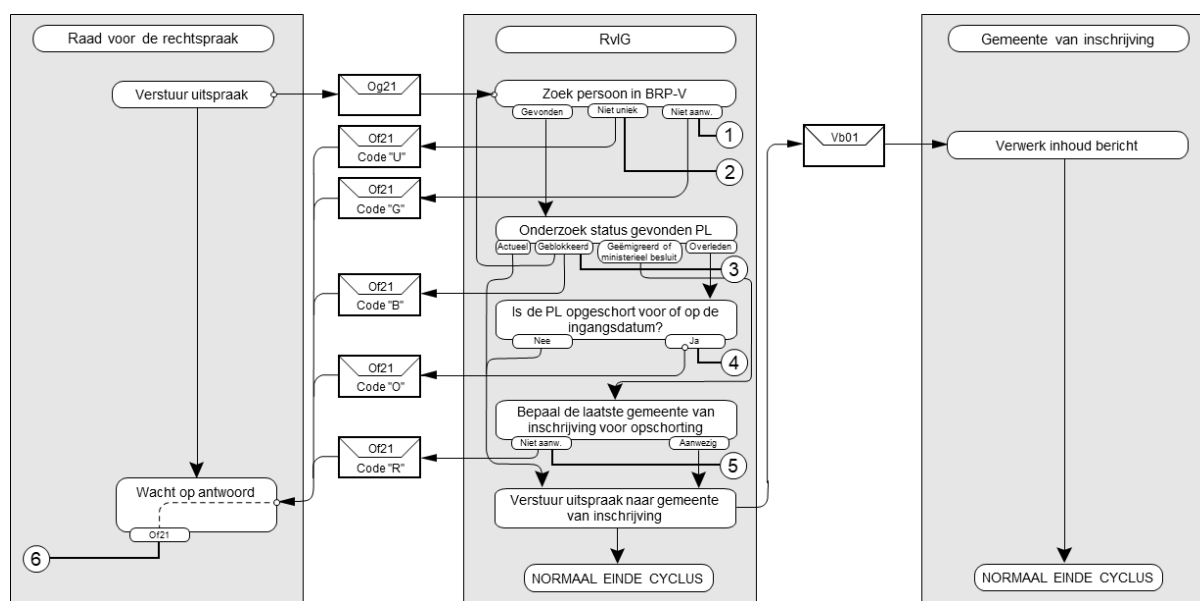 Raad voor de rechtspraak
RvIG
Gemeente van inschrijving
Verstuur uitspraak
Og21
Zoek persoon in BRP-V
Gevonden
Niet uniek
Niet aanw.
1
Of21
Code "U"
2
Vb01
Verwerk inhoud bericht
Of21
Code "G"
Onderzoek status gevonden PL
Actueel
Geblokkeerd
Geëmigreerd of
ministerieel besluit
Overleden
3
Of21
Code "B"
Is de PL opgeschort voor of op de
ingangsdatum?
Nee
Ja
4
Of21
Code "O"
Bepaal de laatste gemeente van
inschrijving voor opschorting
Niet aanw.
Aanwezig
5
Of21
Code "R"
Wacht op antwoord
Of21
6
Verstuur uitspraak naar gemeente
van inschrijving
NORMAAL EINDE CYCLUS
NORMAAL EINDE CYCLUS